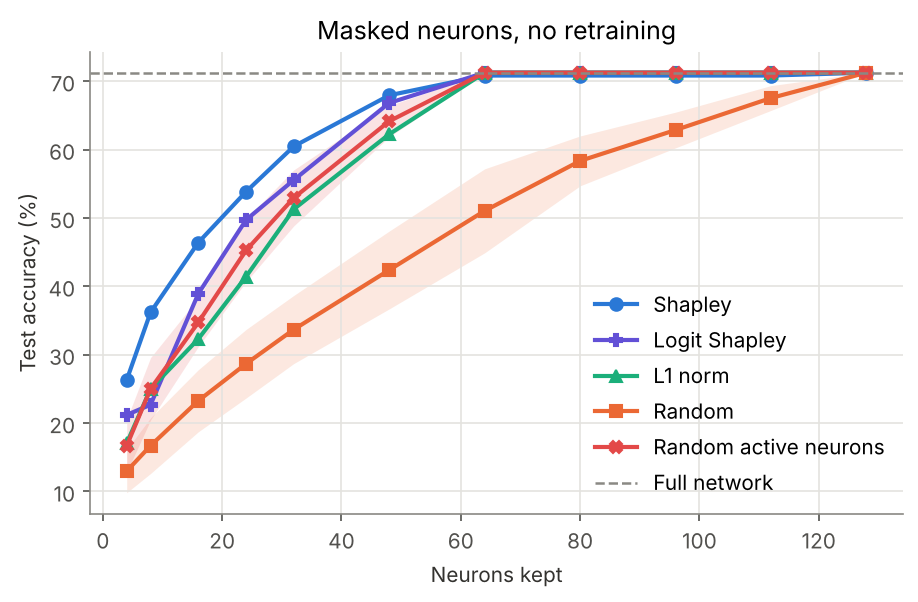 Masked neurons, no retraining
Test accuracy (%)
70
60
50
40
30
20
10
Shapley
Logit Shapley
L1 norm
Random
Random active neurons
Full network
0 20 40 60 80 100 120
Neurons kept